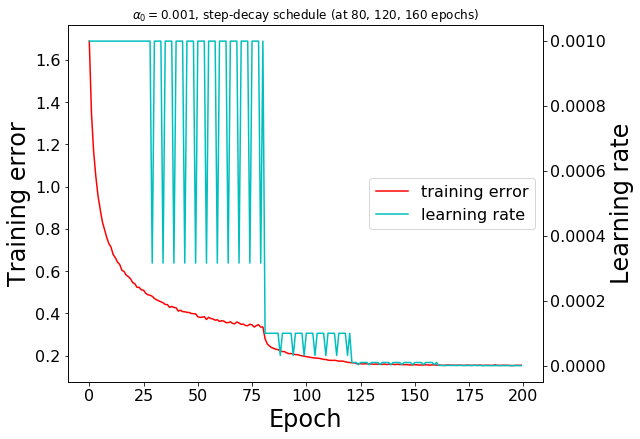 α₀ = 0.001, step-decay schedule (at 80, 120, 160 epochs)
Training error
1.6
1.4
1.2
1.0
0.8
0.6
0.4
0.2
0.0010
0.0008
0.0006
0.0004
0.0002
0.0000
Learning rate
training error
learning rate
0 25 50 75 100 125 150 175 200
Epoch